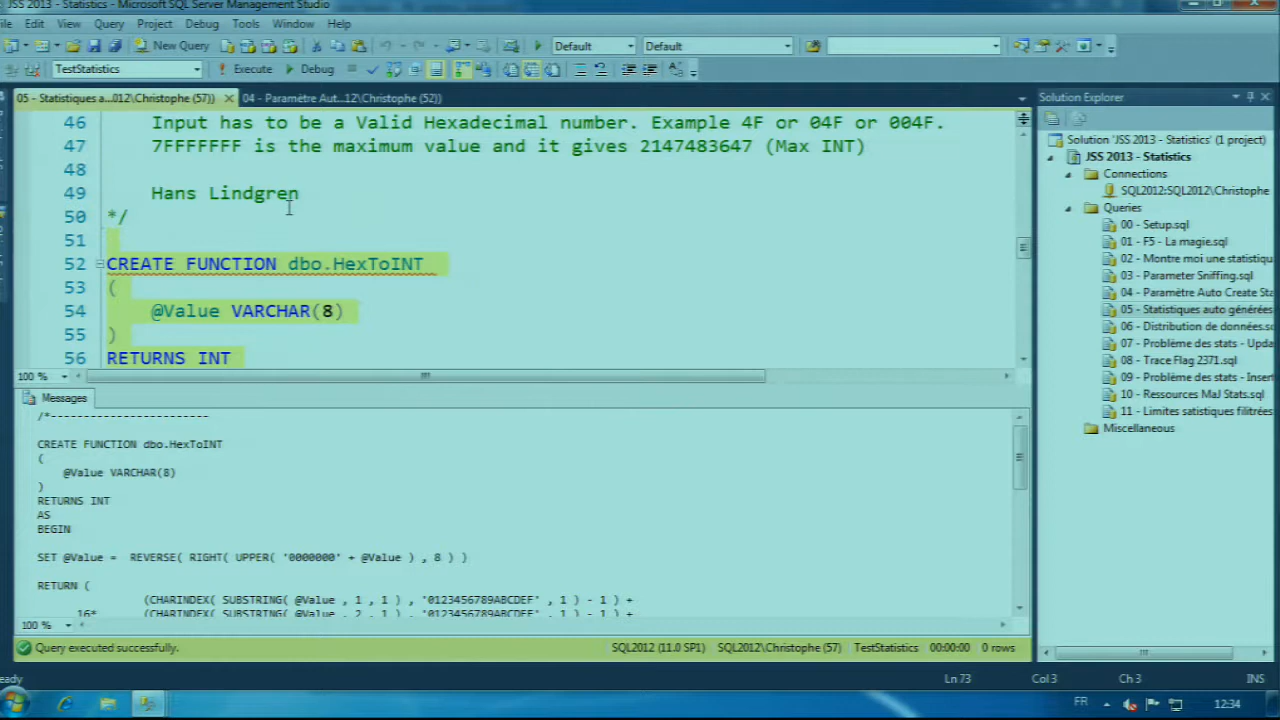 JSS 2013 - Statistics - Microsoft SQL Server Management Studio
File Edit View Query Project Debug Tools Window Help
New Query Default Default
TestStatistics Execute Debug
05 - Statistiques a...012\Christophe (57)) 04 - Paramètre Aut...12\Christophe (52))
46 Input has to be a Valid Hexadecimal number. Example 4F or 04F or 004F.
47 7FFFFFFF is the maximum value and it gives 2147483647 (Max INT)
48
49 Hans Lindgren
50 */
51
52 CREATE FUNCTION dbo.HexToINT
53 (
54 @Value VARCHAR(8)
55 )
56 RETURNS INT
100 %
Messages
/*-----------------------
CREATE FUNCTION dbo.HexToINT
(
@Value VARCHAR(8)
)
RETURNS INT
AS
BEGIN
SET @Value = REVERSE( RIGHT( UPPER( '0000000' + @Value ) , 8 ) )
RETURN (
(CHARINDEX( SUBSTRING( @Value , 1 , 1 ) , '0123456789ABCDEF' , 1 ) - 1 ) +
16* (CHARINDEX( SUBSTRING( @Value , 2 , 1 ) , '0123456789ABCDEF' , 1 ) - 1 ) +
100 %
Query executed successfully. SQL2012 (11.0 SP1) SQL2012\Christophe (57) TestStatistics 00:00:00 0 rows
Solution Explorer
Solution 'JSS 2013 - Statistics' (1 project)
JSS 2013 - Statistics
Connections
SQL2012:SQL2012\Christophe
Queries
00 - Setup.sql
01 - F5 - La magie.sql
02 - Montre moi une statistiqu
03 - Parameter Sniffing.sql
04 - Paramètre Auto Create Sta
05 - Statistiques auto générées
06 - Distribution de données.s
07 - Problème des stats - Upda
08 - Trace Flag 2371.sql
09 - Problème des stats - Inser
10 - Ressources MaJ Stats.sql
11 - Limites satistiques filitrées
Miscellaneous
eady Ln 73 Col 3 Ch 3 INS
FR 12:34